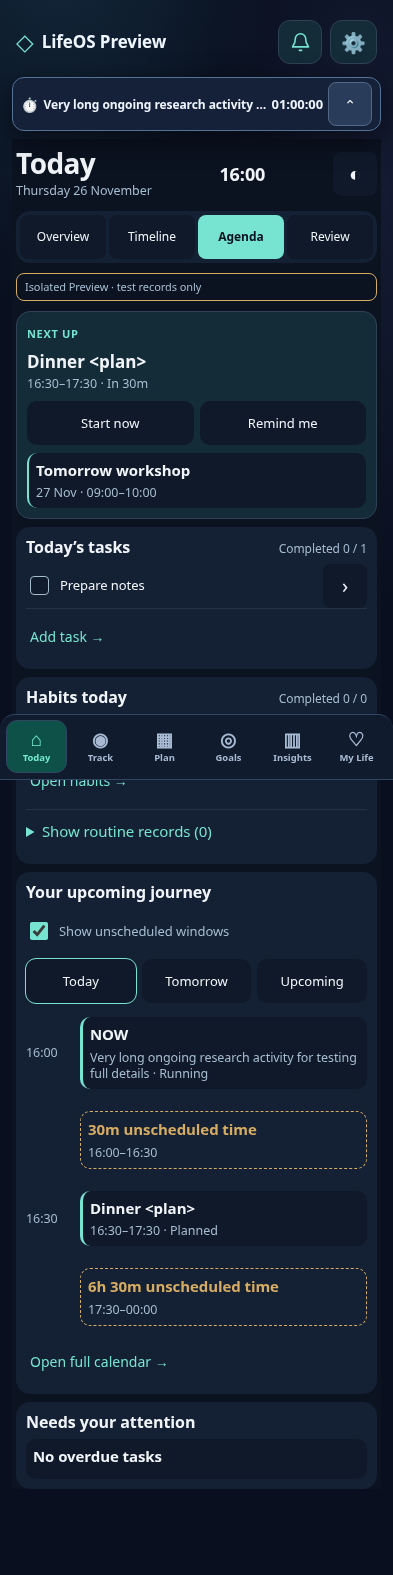 LifeOS Preview
Very long ongoing research activity ... 01:00:00
Today
Thursday 26 November
16:00
Overview Timeline Agenda Review
Isolated Preview · test records only
NEXT UP
Dinner <plan>
16:30–17:30 · In 30m
Start now Remind me
Tomorrow workshop
27 Nov · 09:00–10:00
Today's tasks Completed 0 / 1
Prepare notes
Add task →
Habits today Completed 0 / 0
Today Track Plan Goals Insights My Life
Open habits →
Show routine records (0)
Your upcoming journey
Show unscheduled windows
Today Tomorrow Upcoming
16:00
NOW
Very long ongoing research activity for testing
full details · Running
30m unscheduled time
16:00–16:30
16:30
Dinner <plan>
16:30–17:30 · Planned
6h 30m unscheduled time
17:30–00:00
Open full calendar →
Needs your attention
No overdue tasks